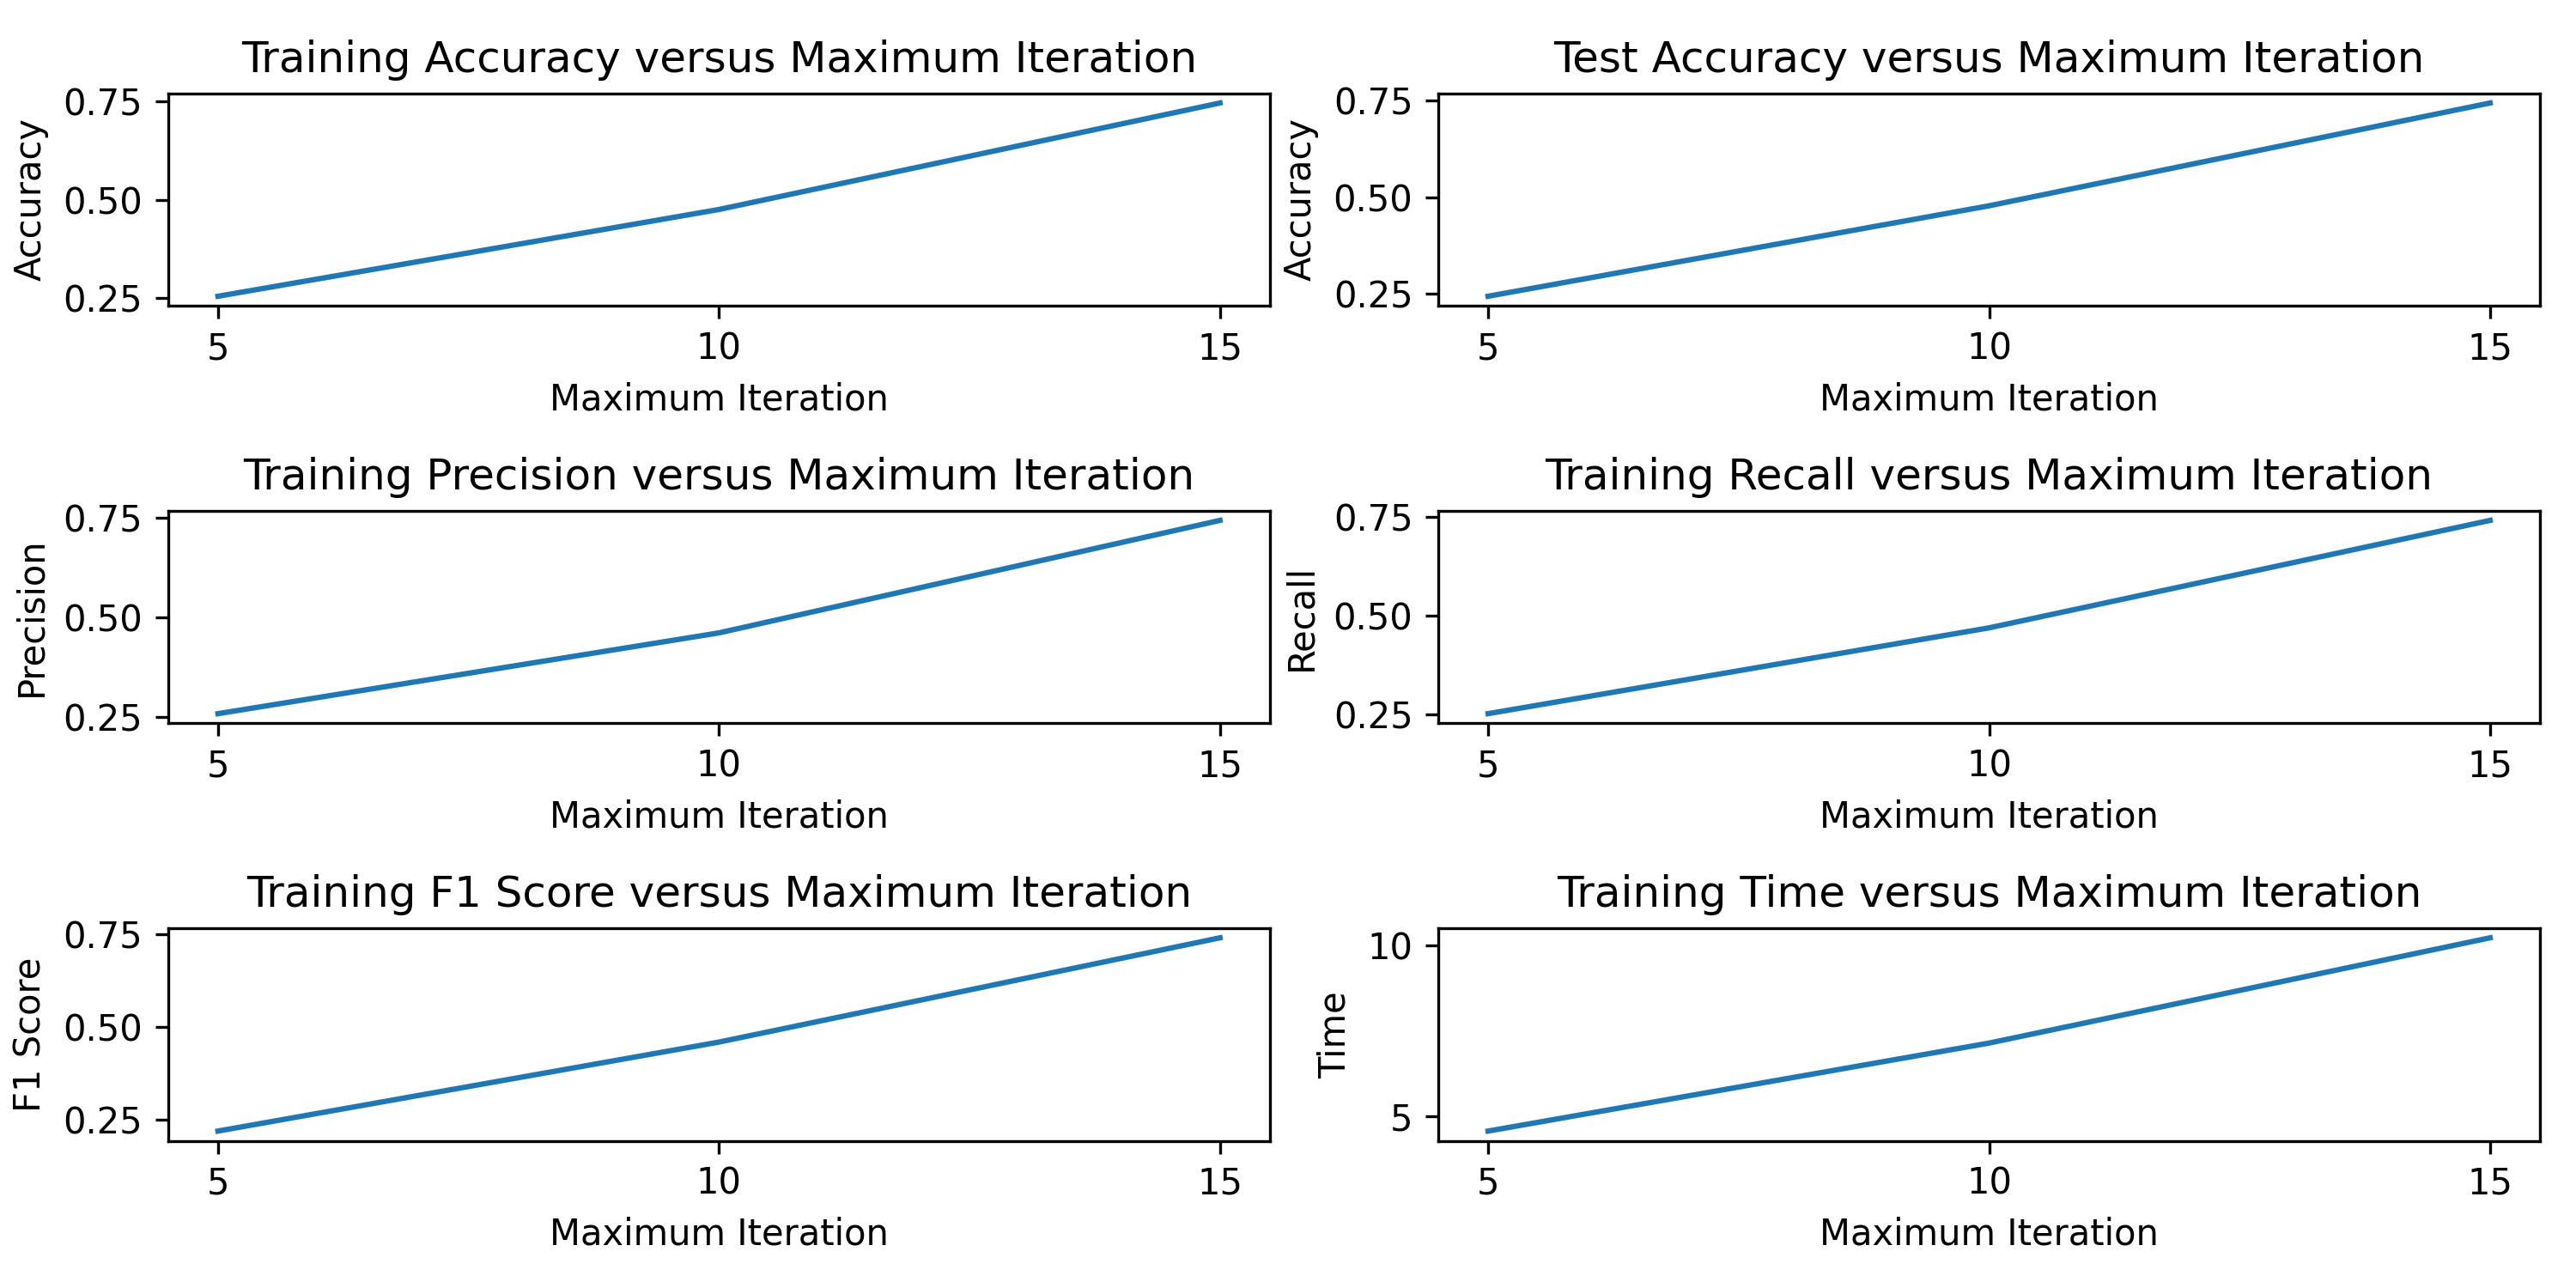 Training Accuracy versus Maximum Iteration
Accuracy
0.75
0.50
0.25
5 10 15
Maximum Iteration
Test Accuracy versus Maximum Iteration
Accuracy
0.75
0.50
0.25
5 10 15
Maximum Iteration
Training Precision versus Maximum Iteration
Precision
0.75
0.50
0.25
5 10 15
Maximum Iteration
Training Recall versus Maximum Iteration
Recall
0.75
0.50
0.25
5 10 15
Maximum Iteration
Training F1 Score versus Maximum Iteration
F1 Score
0.75
0.50
0.25
5 10 15
Maximum Iteration
Training Time versus Maximum Iteration
Time
10
5
5 10 15
Maximum Iteration